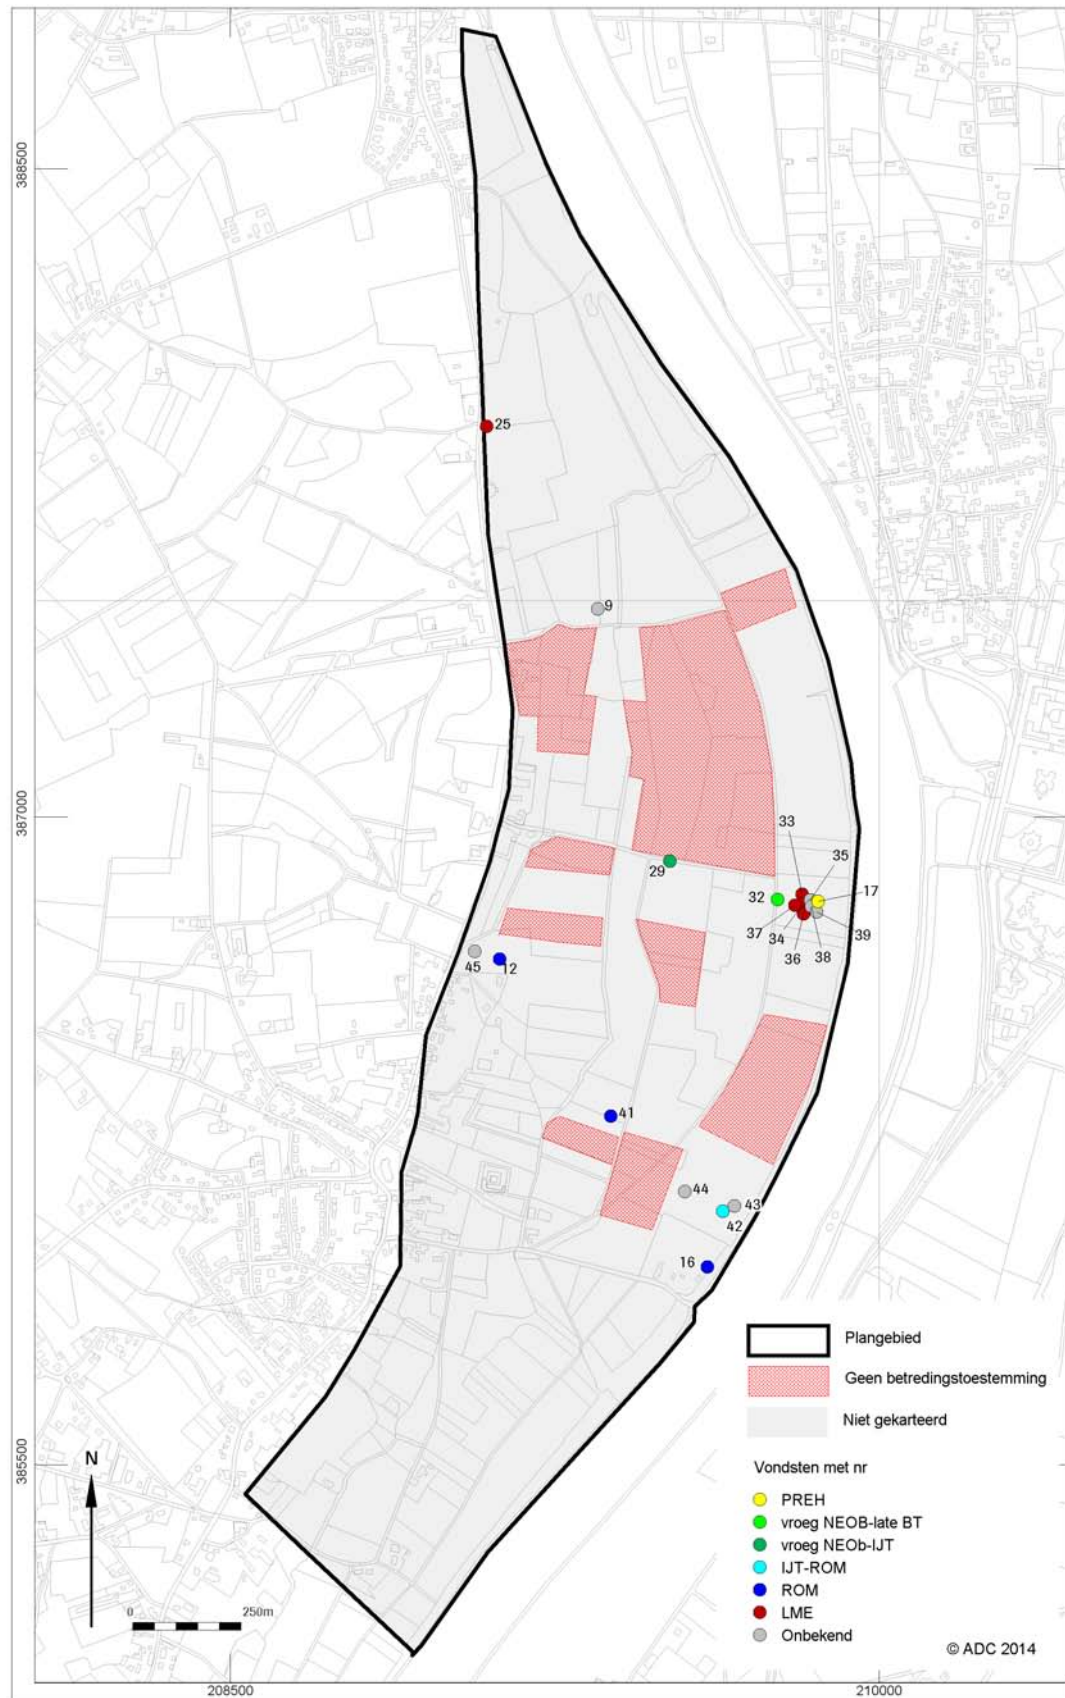 388500
25
9
387000
33
35
29
32
17
37
34
36
38
39
45
12
41
44
43
42
16
Plangebied
Geen betredingstoestemming
Niet gekarteerd
385500
N
Vondsten met nr
PREH
vroeg NEOB-late BT
vroeg NEOb-IJT
IJT-ROM
ROM
LME
Onbekend
0 250m
© ADC 2014
208500
210000